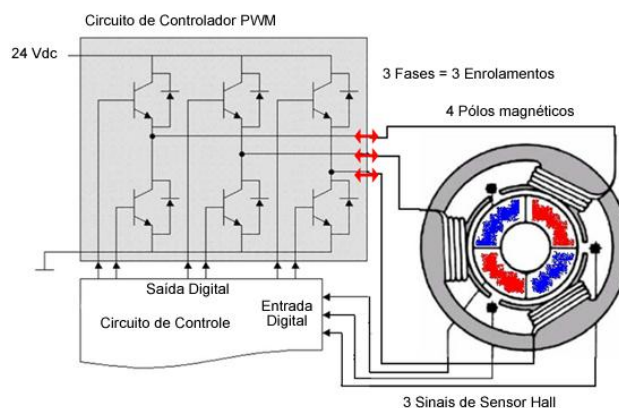 Circuito de Controlador PWM
24 Vdc
3 Fases = 3 Enrolamentos
4 Pólos magnéticos
Saída Digital
Entrada
Digital
Circuito de Controle
3 Sinais de Sensor Hall